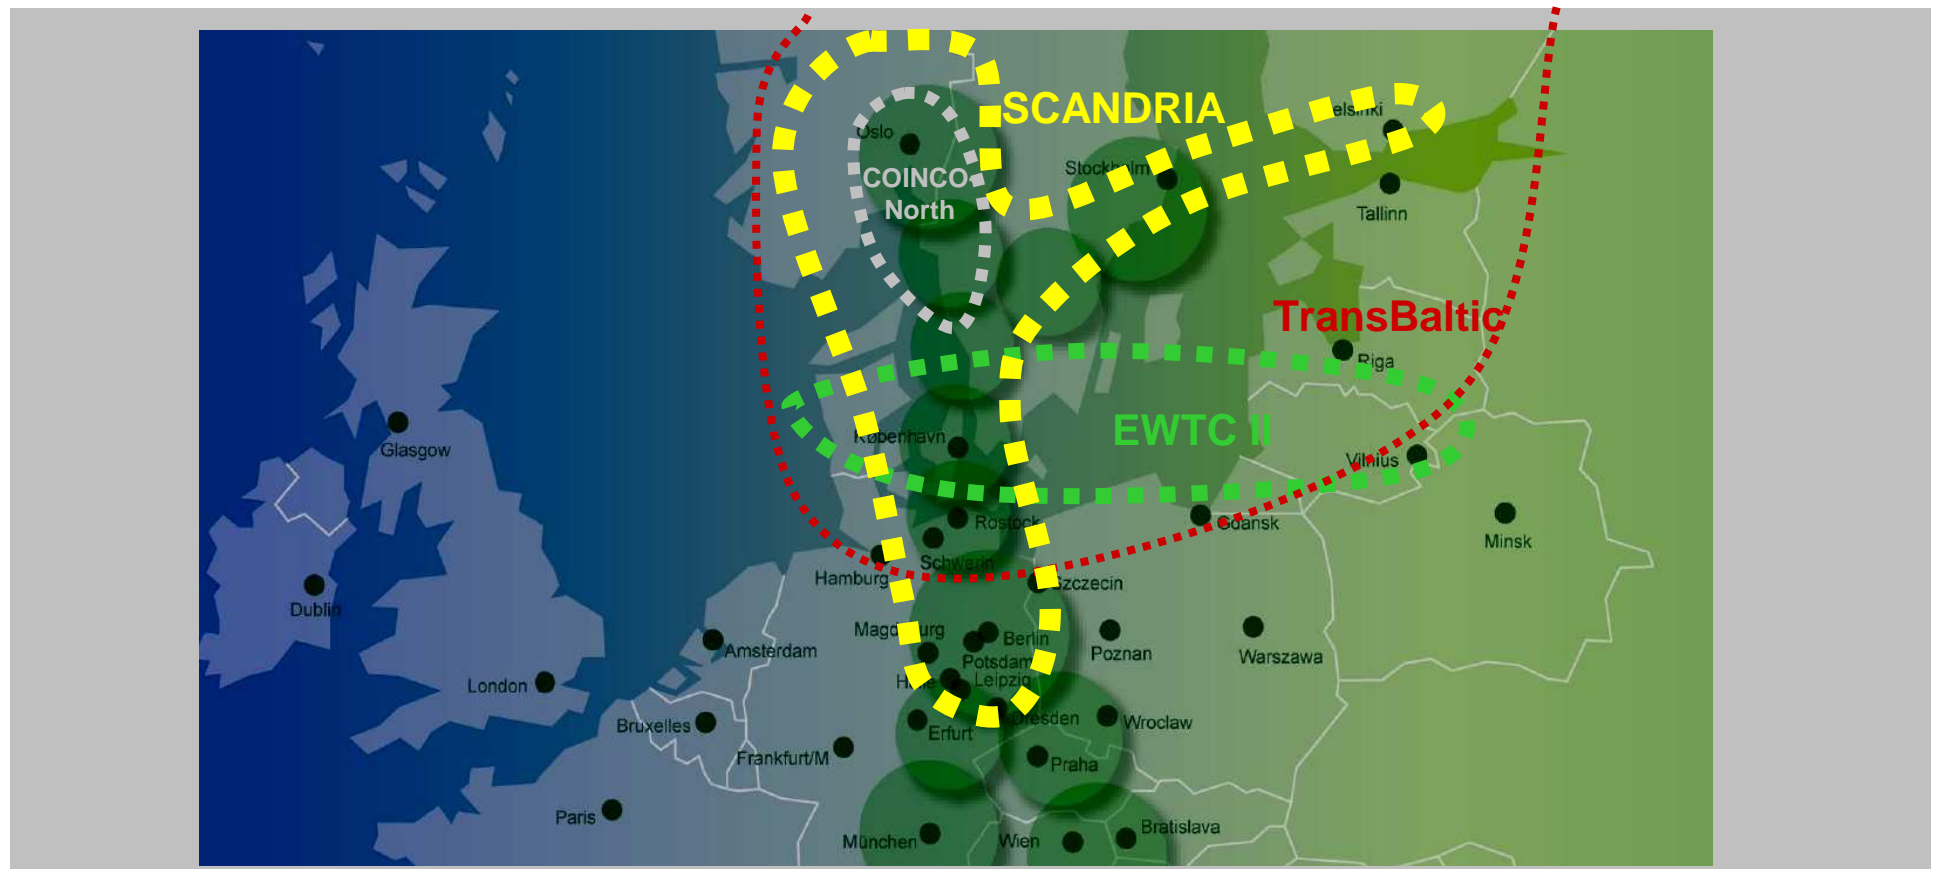 SCANDRIA
elsinki
Oslo
Stockholm
COINCO-
North
Tallinn
TransBaltic
Riga
EWTC II
København
Glasgow
Vilnius
Rostock
Gdansk
Minsk
Schwerin
Hamburg
Szczecin
Dublin
Magdeburg
Berlin
Amsterdam
Potsdam
Poznan
Warszawa
London
Halle
Leipzig
Bruxelles
Erfurt
Dresden
Wroclaw
Frankfurt/M
Praha
Paris
München
Wien
Bratislava